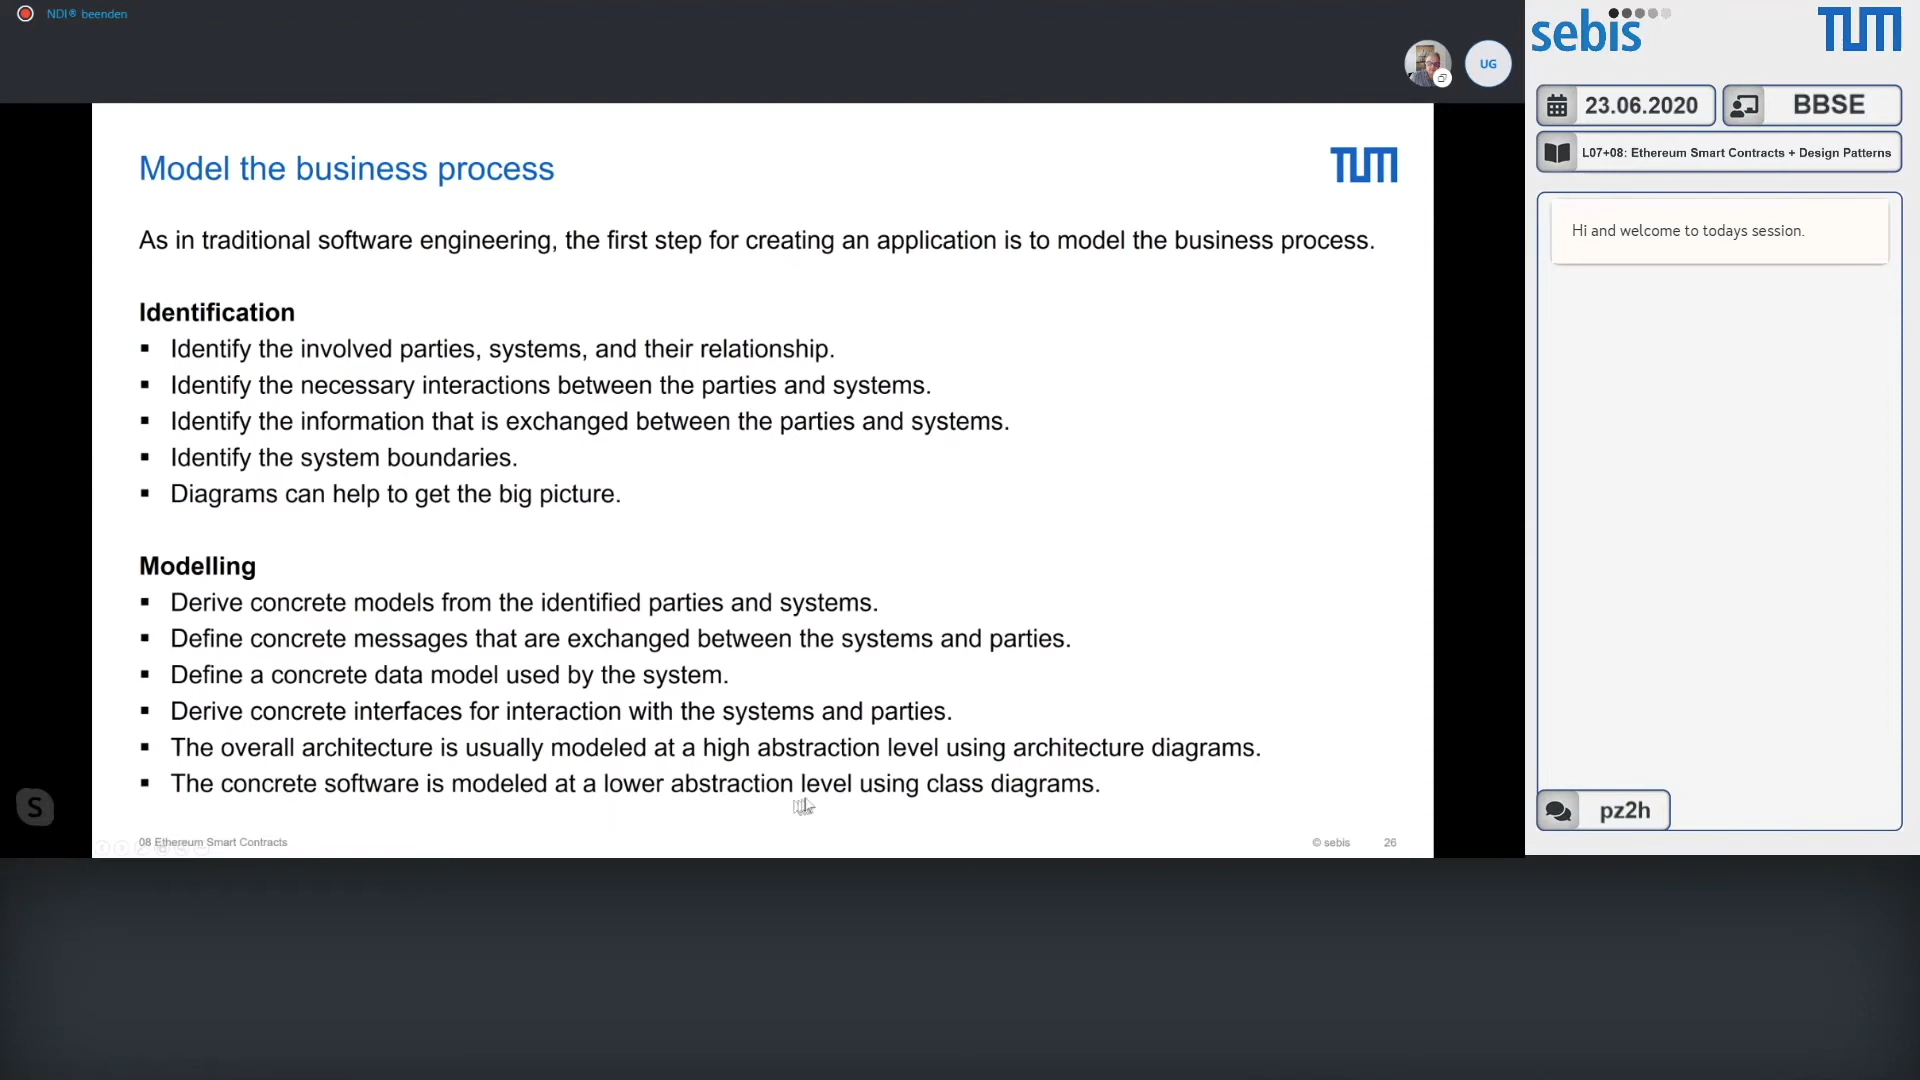 NDI® beenden
UG
sebis
TUM
23.06.2020
BBSE
L07+08: Ethereum Smart Contracts + Design Patterns
Hi and welcome to todays session.
pz2h
Model the business process
TUM
As in traditional software engineering, the first step for creating an application is to model the business process.
Identification
▪ Identify the involved parties, systems, and their relationship.
▪ Identify the necessary interactions between the parties and systems.
▪ Identify the information that is exchanged between the parties and systems.
▪ Identify the system boundaries.
▪ Diagrams can help to get the big picture.
Modelling
▪ Derive concrete models from the identified parties and systems.
▪ Define concrete messages that are exchanged between the systems and parties.
▪ Define a concrete data model used by the system.
▪ Derive concrete interfaces for interaction with the systems and parties.
▪ The overall architecture is usually modeled at a high abstraction level using architecture diagrams.
▪ The concrete software is modeled at a lower abstraction level using class diagrams.
S
08 Ethereum Smart Contracts
© sebis
26